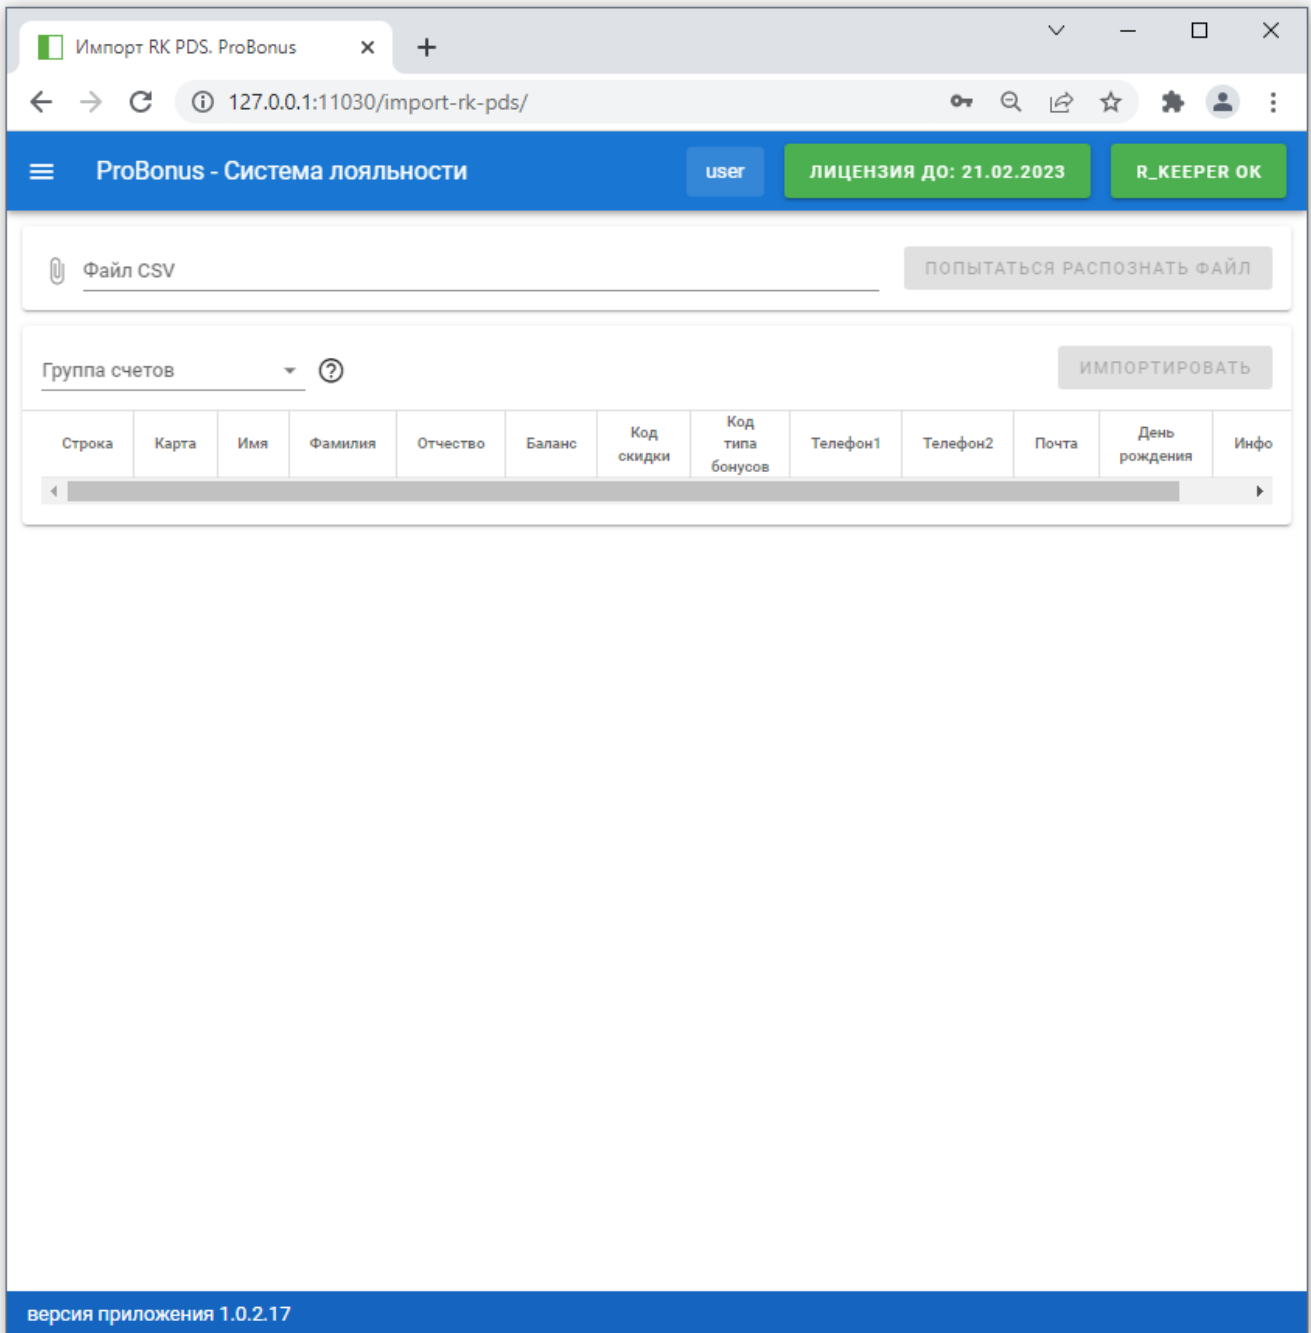 Импорт RK PDS. ProBonus
127.0.0.1:11030/import-rk-pds/
ProBonus - Система лояльности
user
ЛИЦЕНЗИЯ ДО: 21.02.2023
R_KEEPER OK
Файл CSV
ПОПЫТАТЬСЯ РАСПОЗНАТЬ ФАЙЛ
Группа счетов
ИМПОРТИРОВАТЬ
Строка
Карта
Имя
Фамилия
Отчество
Баланс
Код
скидки
Код
типа
бонусов
Телефон1
Телефон2
Почта
День
рождения
Инфо
версия приложения 1.0.2.17